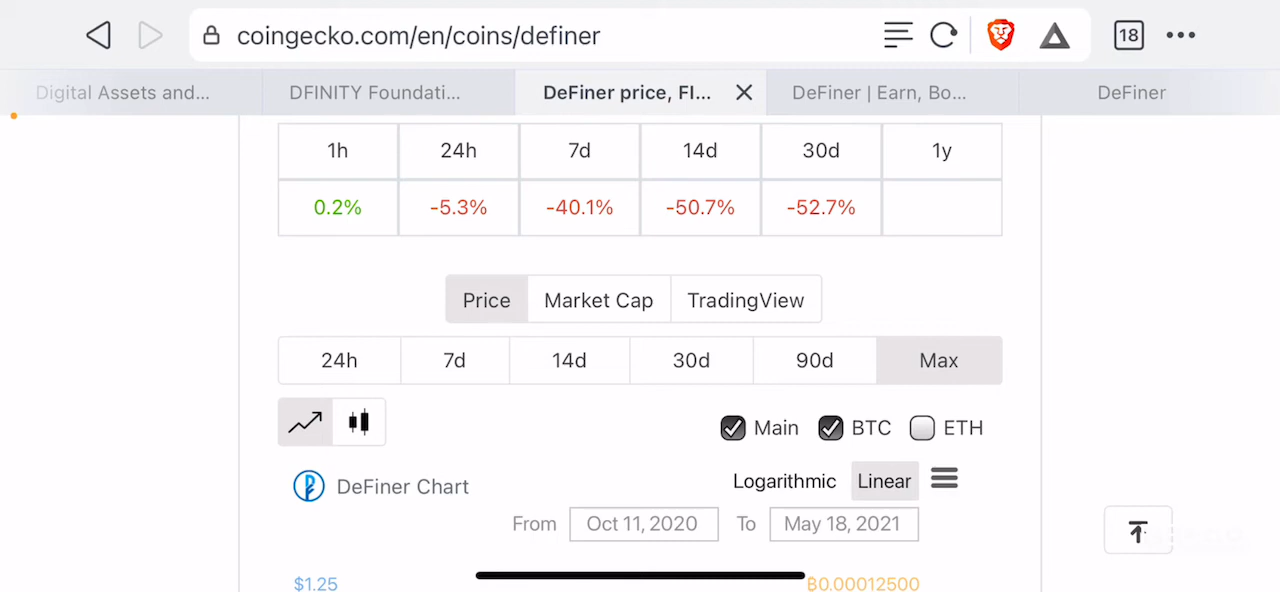 coingecko.com/en/coins/definer
18
Digital Assets and...
DFINITY Foundati...
DeFiner price, FI...
DeFiner | Earn, Bo...
DeFiner
1h 24h 7d 14d 30d 1y
0.2% -5.3% -40.1% -50.7% -52.7%
Price Market Cap TradingView
24h 7d 14d 30d 90d Max
Main BTC ETH
DeFiner Chart
Logarithmic Linear
From Oct 11, 2020 To May 18, 2021
$1.25 ₿0.00012500